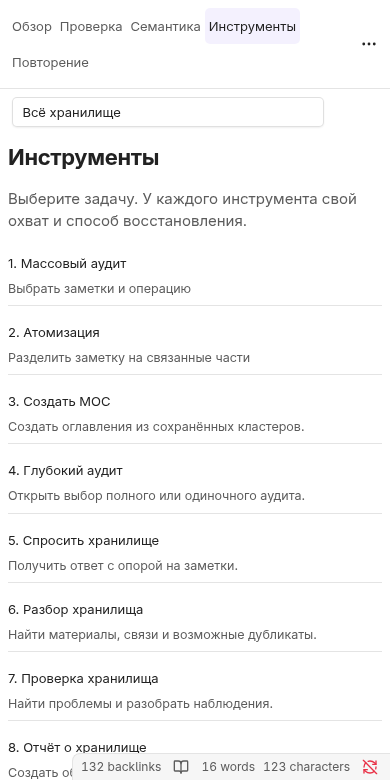 Обзор Проверка Семантика Инструменты
Повторение
Всё хранилище
Инструменты
Выберите задачу. У каждого инструмента свой
охват и способ восстановления.
1. Массовый аудит
Выбрать заметки и операцию
2. Атомизация
Разделить заметку на связанные части
3. Создать MOC
Создать оглавления из сохранённых кластеров.
4. Глубокий аудит
Открыть выбор полного или одиночного аудита.
5. Спросить хранилище
Получить ответ с опорой на заметки.
6. Разбор хранилища
Найти материалы, связи и возможные дубликаты.
7. Проверка хранилища
Найти проблемы и разобрать наблюдения.
8. Отчёт о хранилище
Создать
132 backlinks 16 words 123 characters